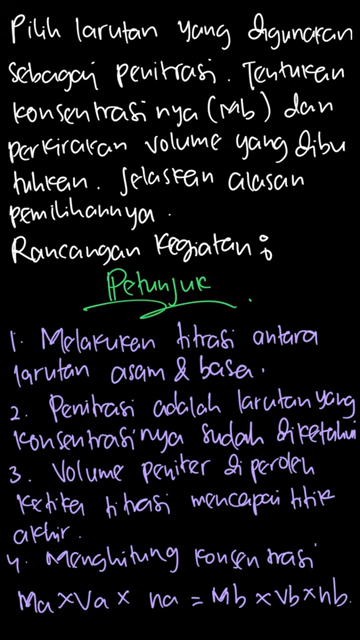 Pilih larutan yang digunakan
sebagai penitrasi. Tentukan
konsentrasinya (Mb) dan
perkirakan volume yang dibu
tuhkan. Jelaskan alasan
pemilihannya.
Rancangan Kegiatan:
Petunjuk
1. Melakukan titrasi antara
larutan asam & basa.
2. Penitrasi adalah larutan yang
konsentrasinya sudah diketahui
3. Volume peniter diperoleh
ketika titrasi mencapai titik
akhir.
4. Menghitung konsentrasi
Ma x Va x na = Mb x Vb x nb.